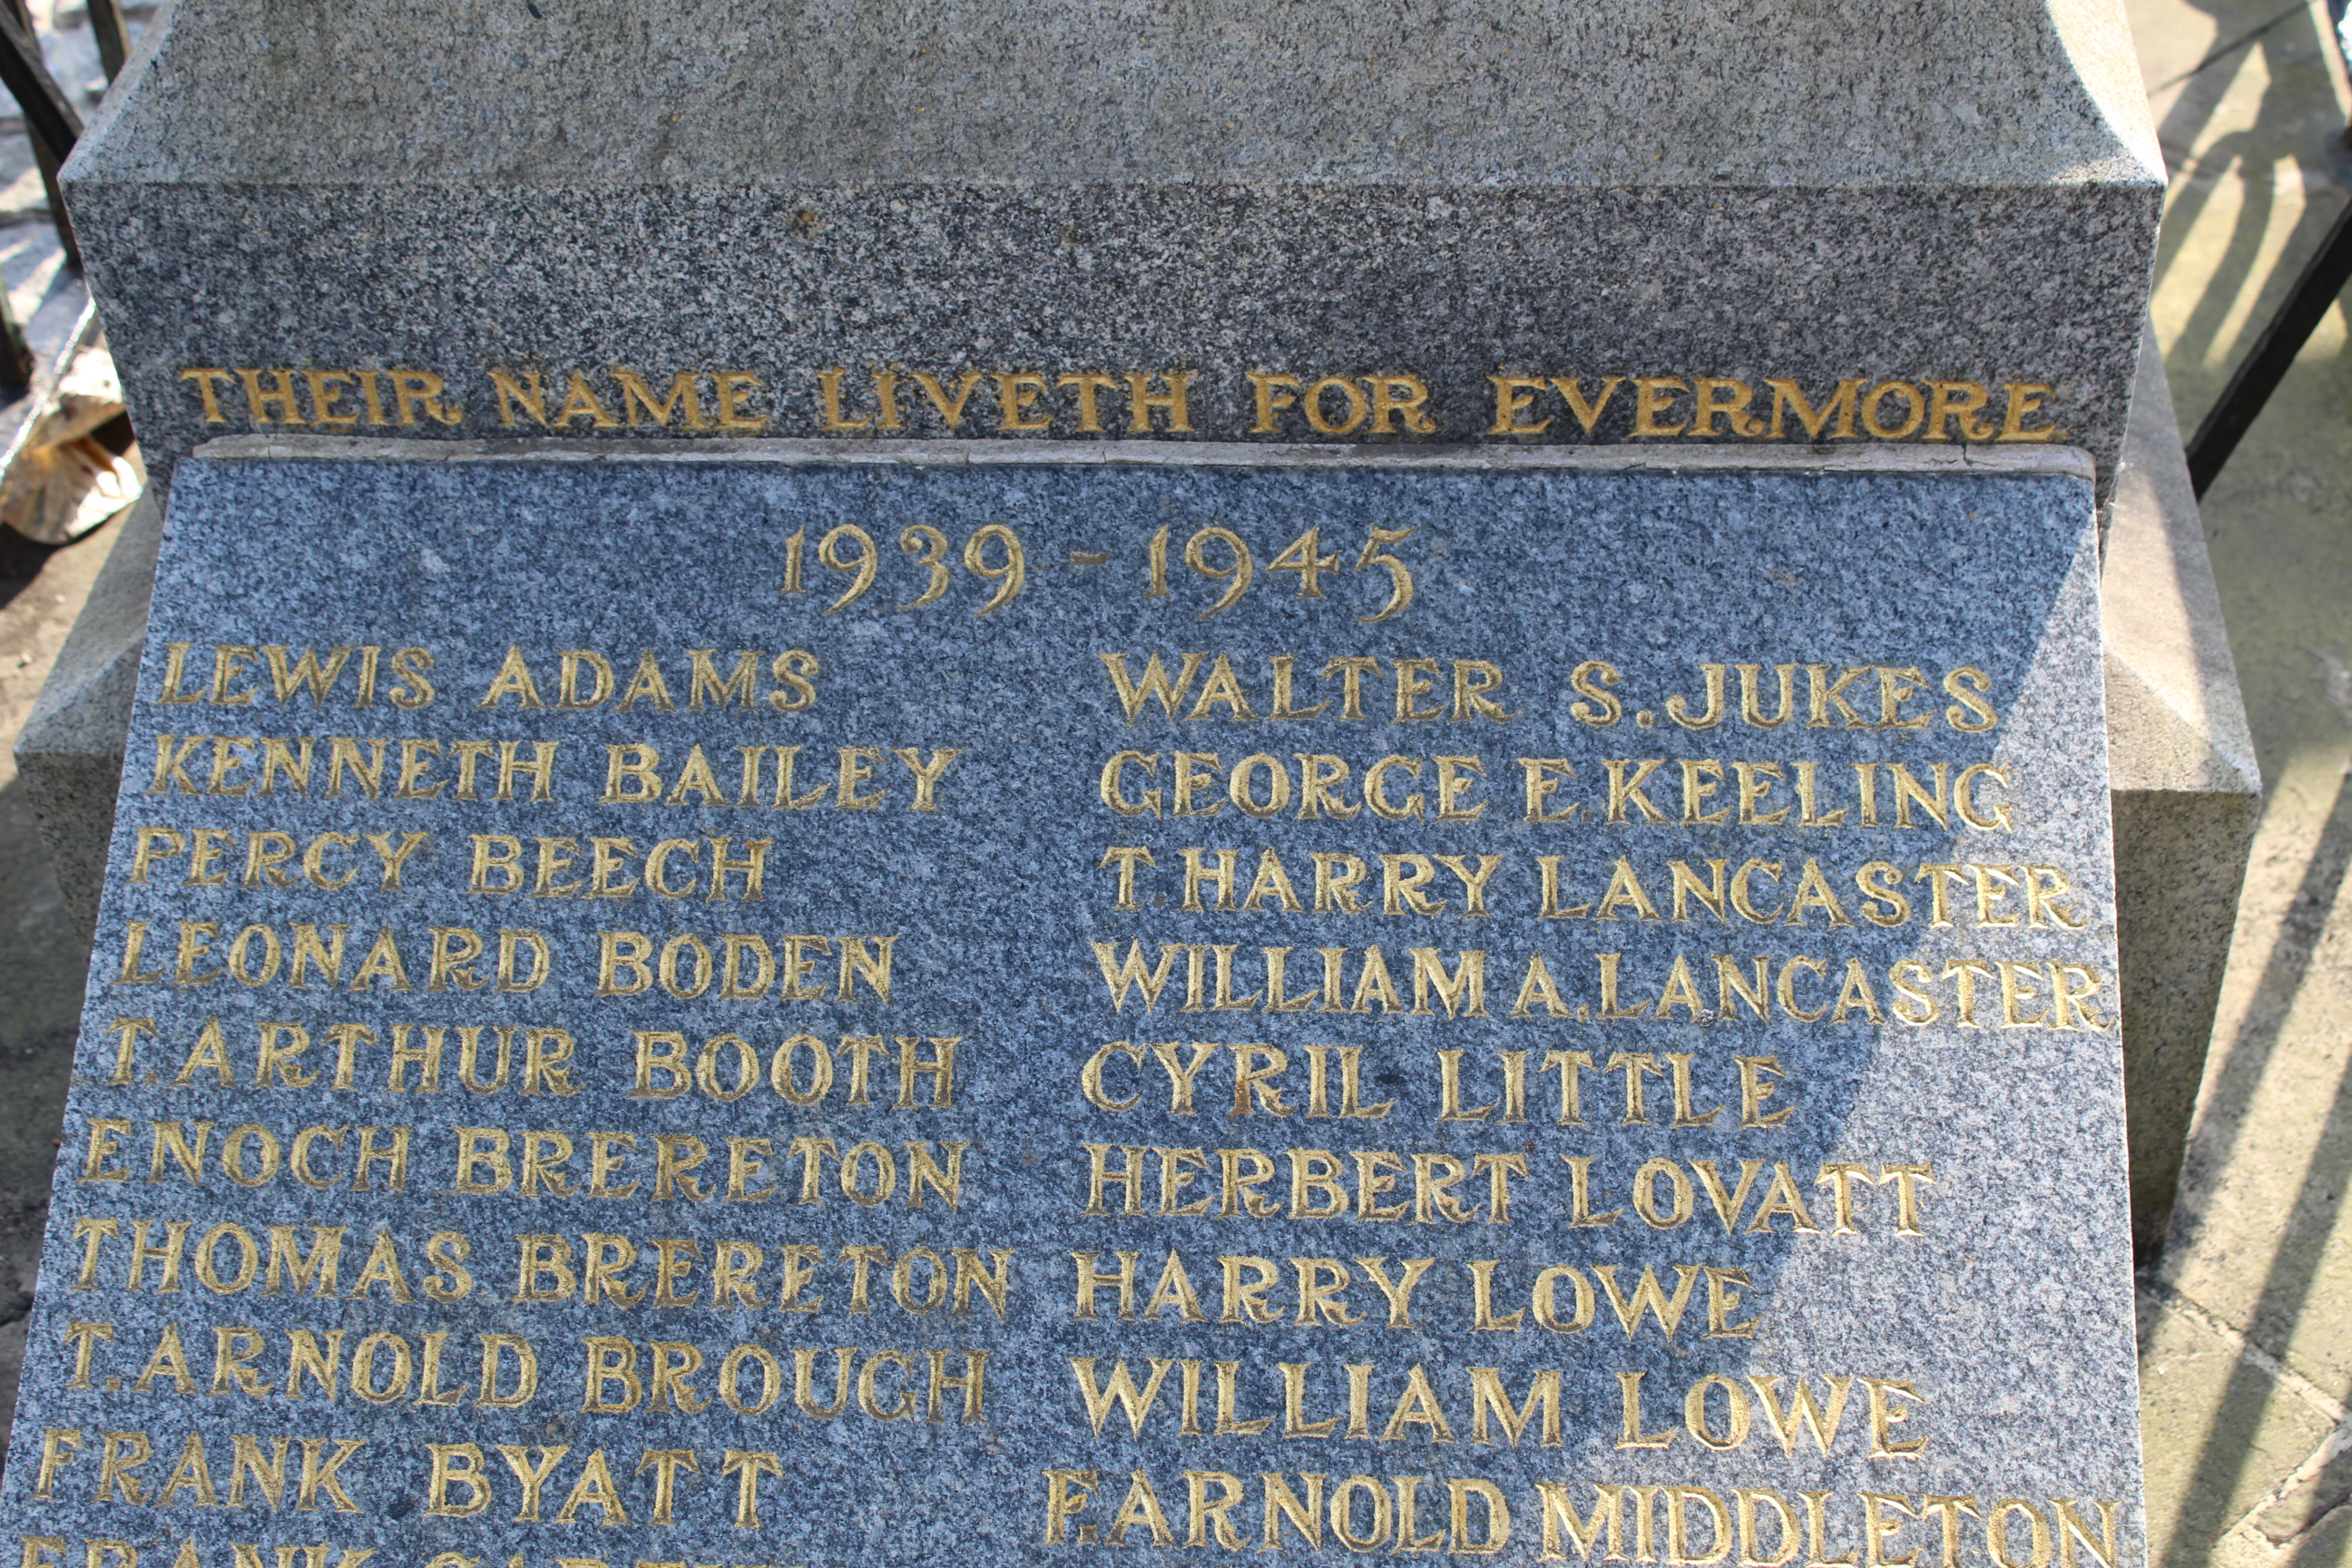 THEIR NAME LIVETH FOR EVERMORE
1939 - 1945
LEWIS ADAMS
KENNETH BAILEY
PERCY BEECH
LEONARD BODEN
T. ARTHUR BOOTH
ENOCH BRERETON
THOMAS BRERETON
T. ARNOLD BROUGH
FRANK BYATT
FRANK
WALTER S. JUKES
GEORGE E. KEELING
T. HARRY LANCASTER
WILLIAM A. LANCASTER
CYRIL LITTLE
HERBERT LOVATT
HARRY LOWE
WILLIAM LOWE
F. ARNOLD MIDDLETON